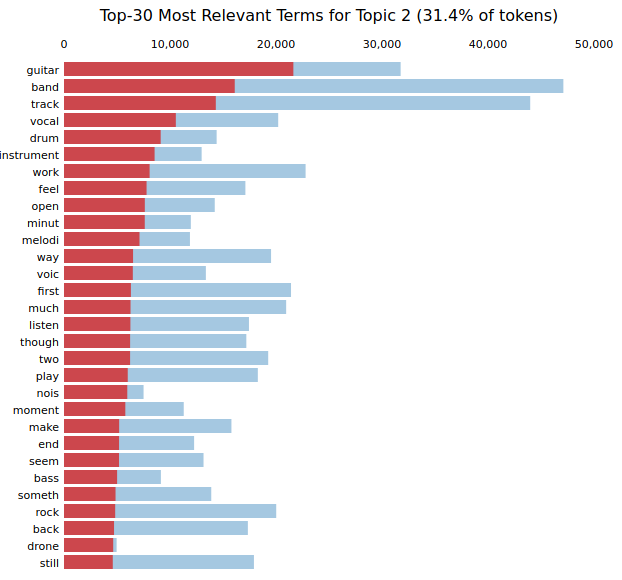 Top-30 Most Relevant Terms for Topic 2 (31.4% of tokens)
0 10,000 20,000 30,000 40,000 50,000
guitar
band
track
vocal
drum
instrument
work
feel
open
minut
melodi
way
voic
first
much
listen
though
two
play
nois
moment
make
end
seem
bass
someth
rock
back
drone
still